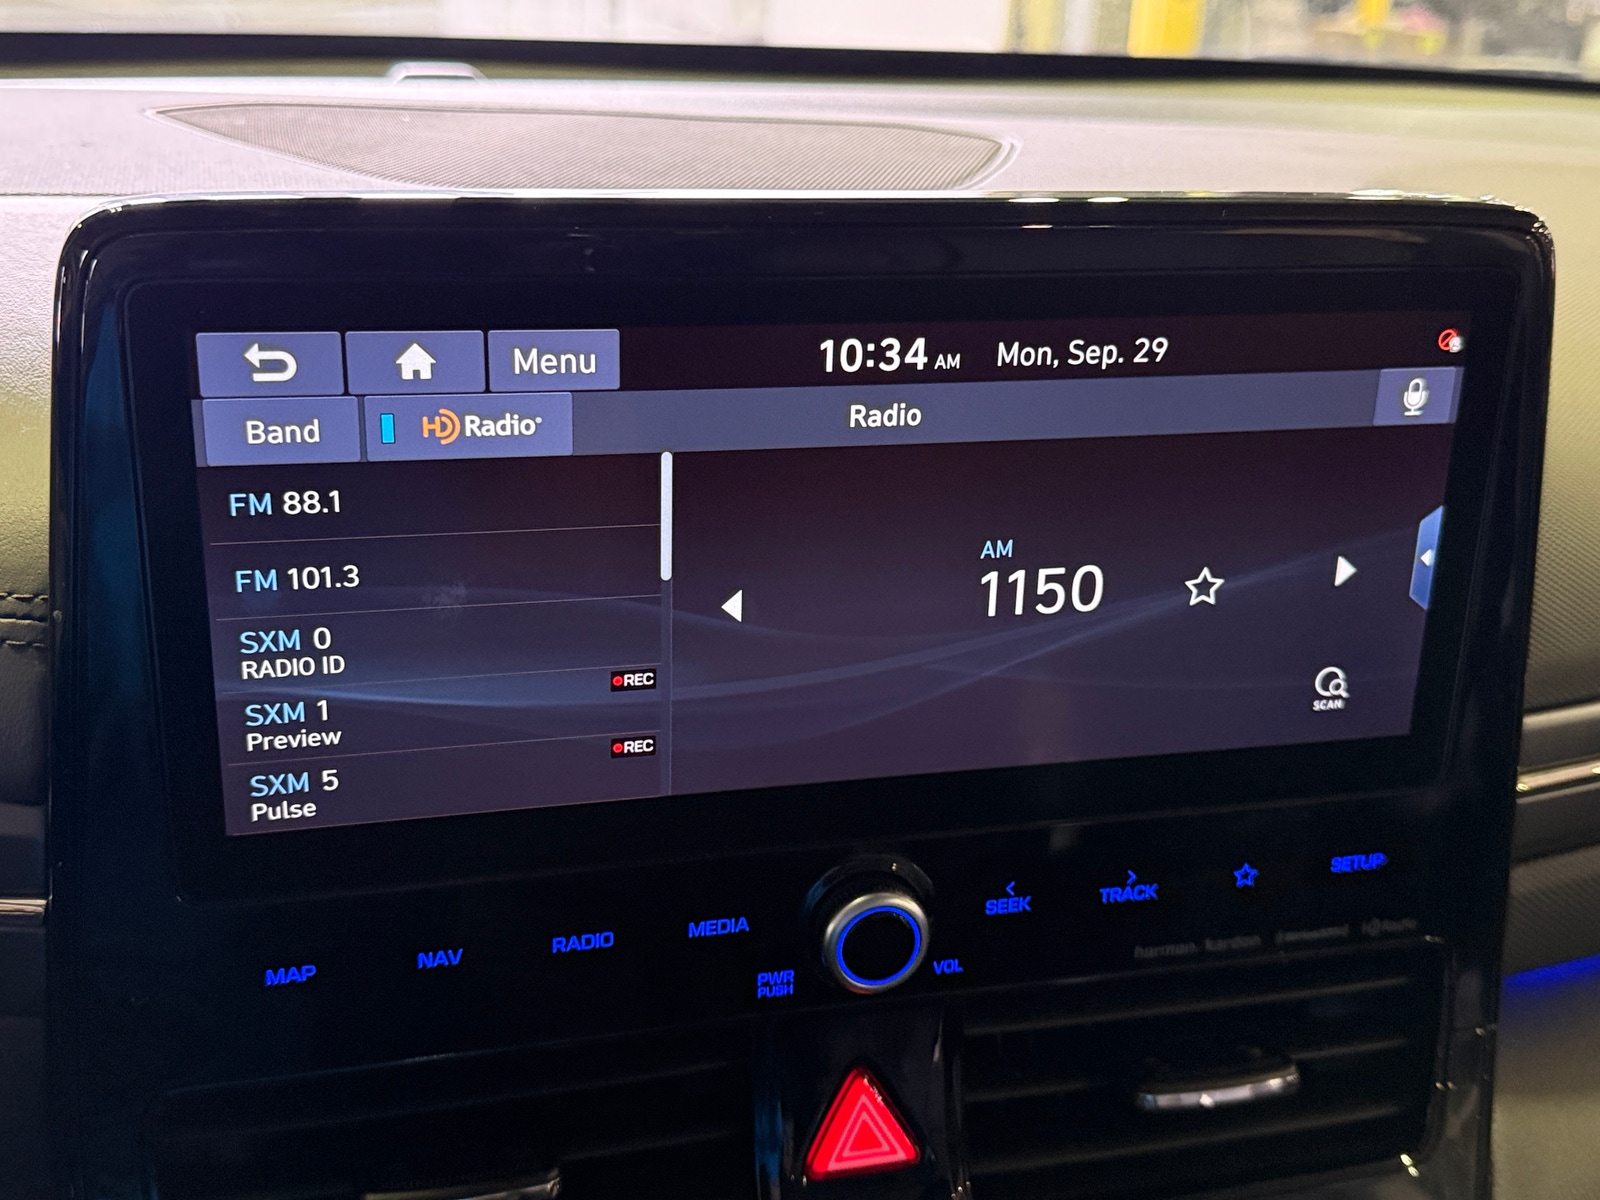 Menu
10:34 AM Mon, Sep. 29
Band
HD Radio®
Radio
FM 88.1
FM 101.3
SXM 0
RADIO ID
REC
SXM 1
Preview
REC
SXM 5
Pulse
AM
1150
SCAN
MAP
NAV
RADIO
MEDIA
PWR
PUSH
VOL
SEEK
TRACK
SETUP
harman/kardon